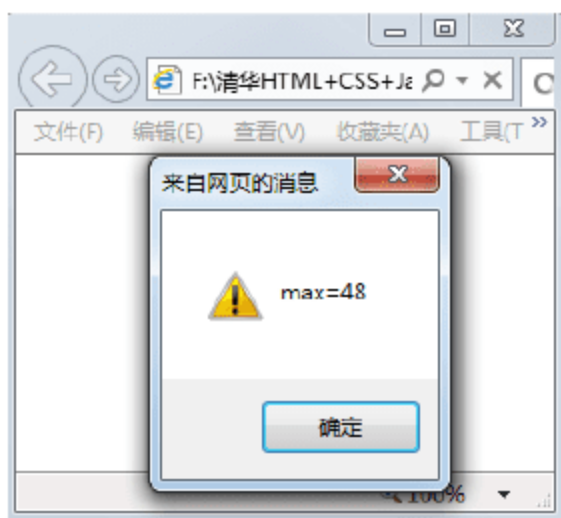 F:\清华HTML+CSS+Ja
文件(F) 编辑(E) 查看(V) 收藏夹(A) 工具(T »
来自网页的消息
max=48
确定
100%